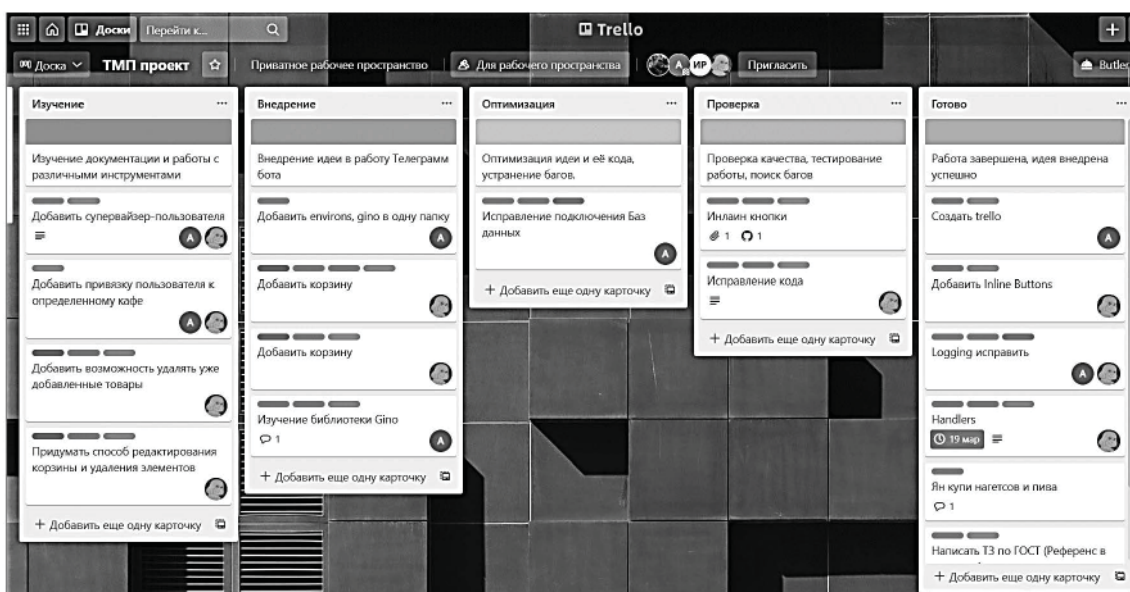 Доски
Перейти к...
Trello
Доска
ТМП проект
Приватное рабочее пространство
Для рабочего пространства
А
ИР
Пригласить
Butler
Изучение
Изучение документации и работы с
различными инструментами
Добавить супервайзер-пользователя
А
Добавить привязку пользователя к
определенному кафе
А
Добавить возможность удалять уже
добавленные товары
Придумать способ редактирования
корзины и удаления элементов
+ Добавить еще одну карточку
Внедрение
Внедрение идеи в работу Телеграмм
бота
Добавить environs, gino в одну папку
А
Добавить корзину
Добавить корзину
Изучение библиотеки Gino
1
А
+ Добавить еще одну карточку
Оптимизация
Оптимизация идеи и её кода,
устранение багов.
Исправление подключения Баз
данных
А
+ Добавить еще одну карточку
Проверка
Проверка качества, тестирование
работы, поиск багов
Инлаин кнопки
1 1
Исправление кода
+ Добавить еще одну карточку
Готово
Работа завершена, идея внедрена
успешно
Создать trello
А
Добавить Inline Buttons
Logging исправить
А
Handlers
19 мар
Ян купи нагетсов и пива
1
Написать ТЗ по ГОСТ (Референс в
+ Добавить еще одну карточку